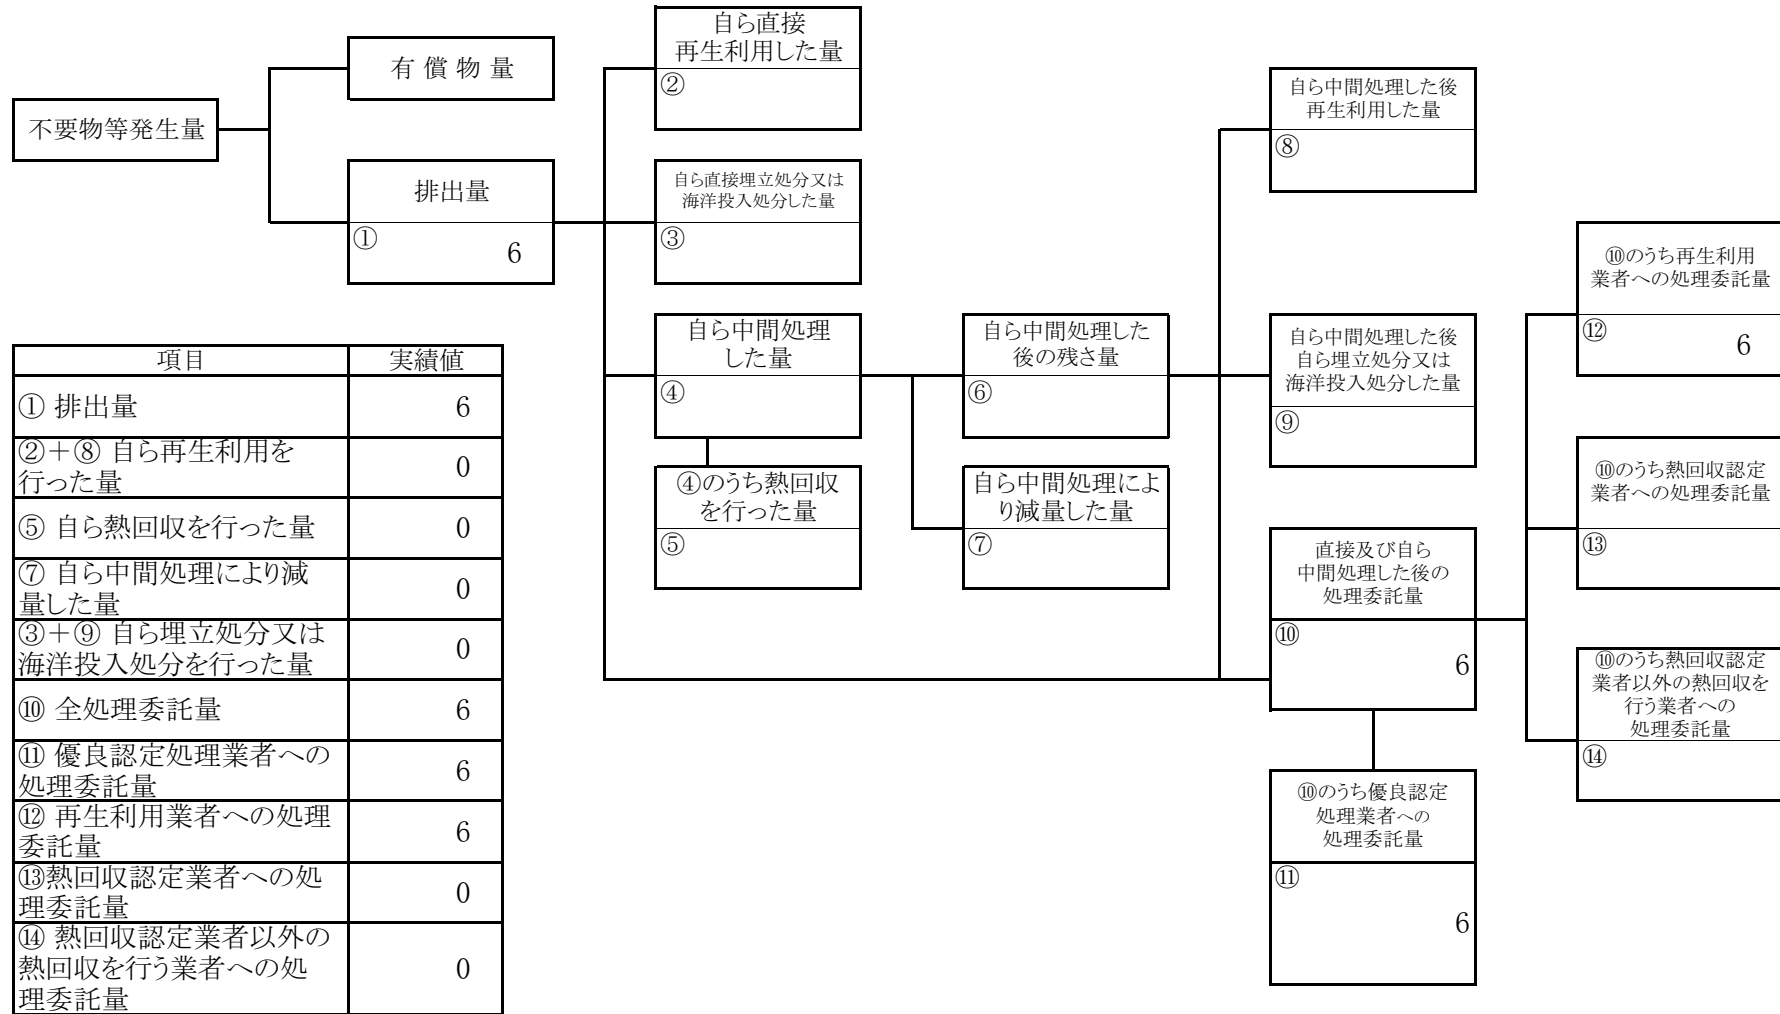 不要物等発生量
有 償 物 量
排出量
①
6
自ら直接
再生利用した量
②
自ら直接埋立処分又は
海洋投入処分した量
③
自ら中間処理
した量
④
④のうち熱回収
を行った量
⑤
自ら中間処理した
後の残さ量
⑥
自ら中間処理によ
り減量した量
⑦
自ら中間処理した後
再生利用した量
⑧
自ら中間処理した後
自ら埋立処分又は
海洋投入処分した量
⑨
直接及び自ら
中間処理した後の
処理委託量
⑩
6
⑩のうち優良認定
処理業者への
処理委託量
⑪
6
⑩のうち再生利用
業者への処理委託量
⑫
6
⑩のうち熱回収認定
業者への処理委託量
⑬
⑩のうち熱回収認定
業者以外の熱回収を
行う業者への
処理委託量
⑭
項目 実績値
① 排出量 6
②＋⑧ 自ら再生利用を
行った量 0
⑤ 自ら熱回収を行った量 0
⑦ 自ら中間処理により減
量した量 0
③＋⑨ 自ら埋立処分又は
海洋投入処分を行った量 0
⑩ 全処理委託量 6
⑪ 優良認定処理業者への
処理委託量 6
⑫ 再生利用業者への処理
委託量 6
⑬熱回収認定業者への処
理委託量 0
⑭ 熱回収認定業者以外の
熱回収を行う業者への処
理委託量 0